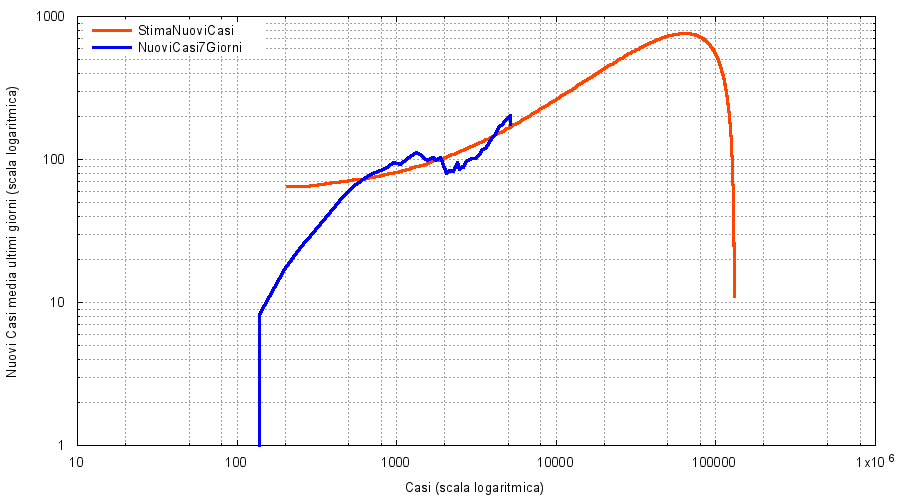 1000
StimaNuoviCasi
NuoviCasi7Giorni
100
10
1
Nuovi Casi media ultimi giorni (scala logaritmica)
10 100 1000 10000 100000 1x10 6
Casi (scala logaritmica)